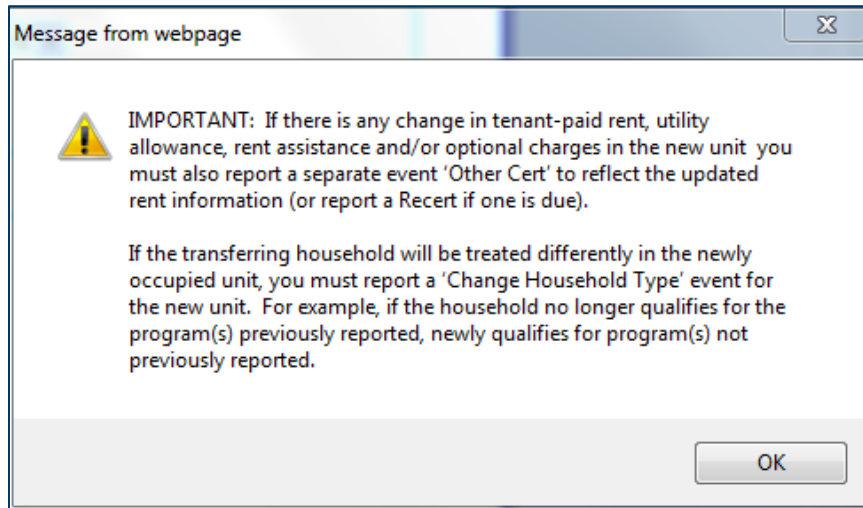 Message from webpage
IMPORTANT:  If there is any change in tenant-paid rent, utility
allowance, rent assistance and/or optional charges in the new unit  you
must also report a separate event 'Other Cert' to reflect the updated
rent information (or report a Recert if one is due).
If the transferring household will be treated differently in the newly
occupied unit, you must report a 'Change Household Type' event for
the new unit.  For example, if the household no longer qualifies for the
program(s) previously reported, newly qualifies for program(s) not
previously reported.
OK